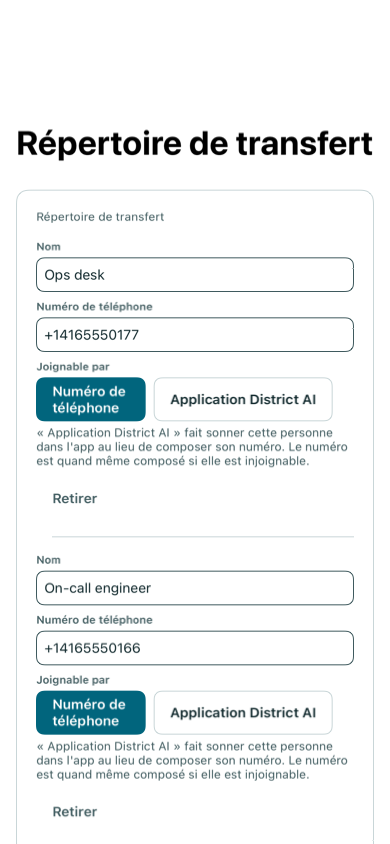 Répertoire de transfert
Répertoire de transfert
Nom
Ops desk
Numéro de téléphone
+14165550177
Joignable par
Numéro de
téléphone
Application District AI
« Application District AI » fait sonner cette personne
dans l'app au lieu de composer son numéro. Le numéro
est quand même composé si elle est injoignable.
Retirer
Nom
On-call engineer
Numéro de téléphone
+14165550166
Joignable par
Numéro de
téléphone
Application District AI
« Application District AI » fait sonner cette personne
dans l'app au lieu de composer son numéro. Le numéro
est quand même composé si elle est injoignable.
Retirer